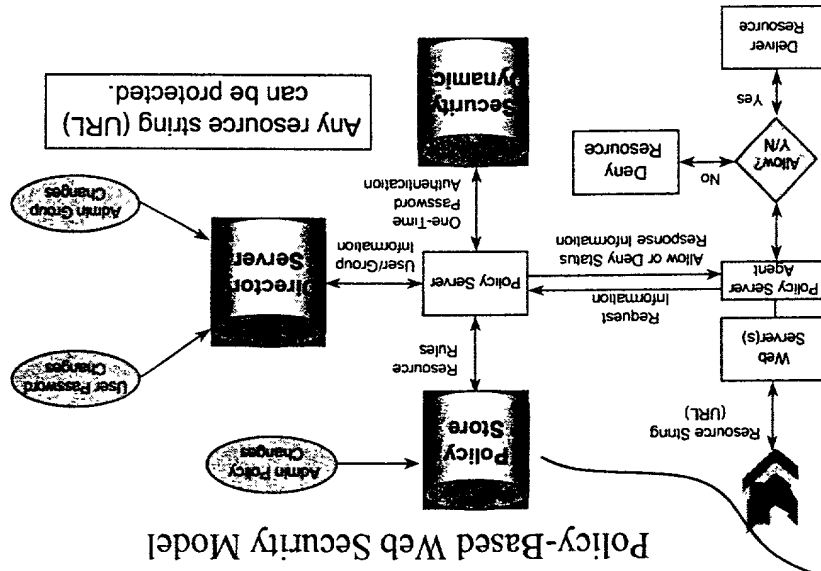 Policy-Based Web Security Model
Resource String
(URL)
Web
Server(s)
Policy Server
Agent
Request
Information
Allow or Deny Status
Response Information
Allow?
Y/N
No
Deny
Resource
Yes
Deliver
Resource
Policy
Store
Admin Policy
Changes
Resource
Rules
Policy Server
User/Group
Information
Director
Server
User Password
Changes
Admin Group
Changes
One-Time
Password
Authentication
Dynamic
Security
Any resource string (URL)
can be protected.